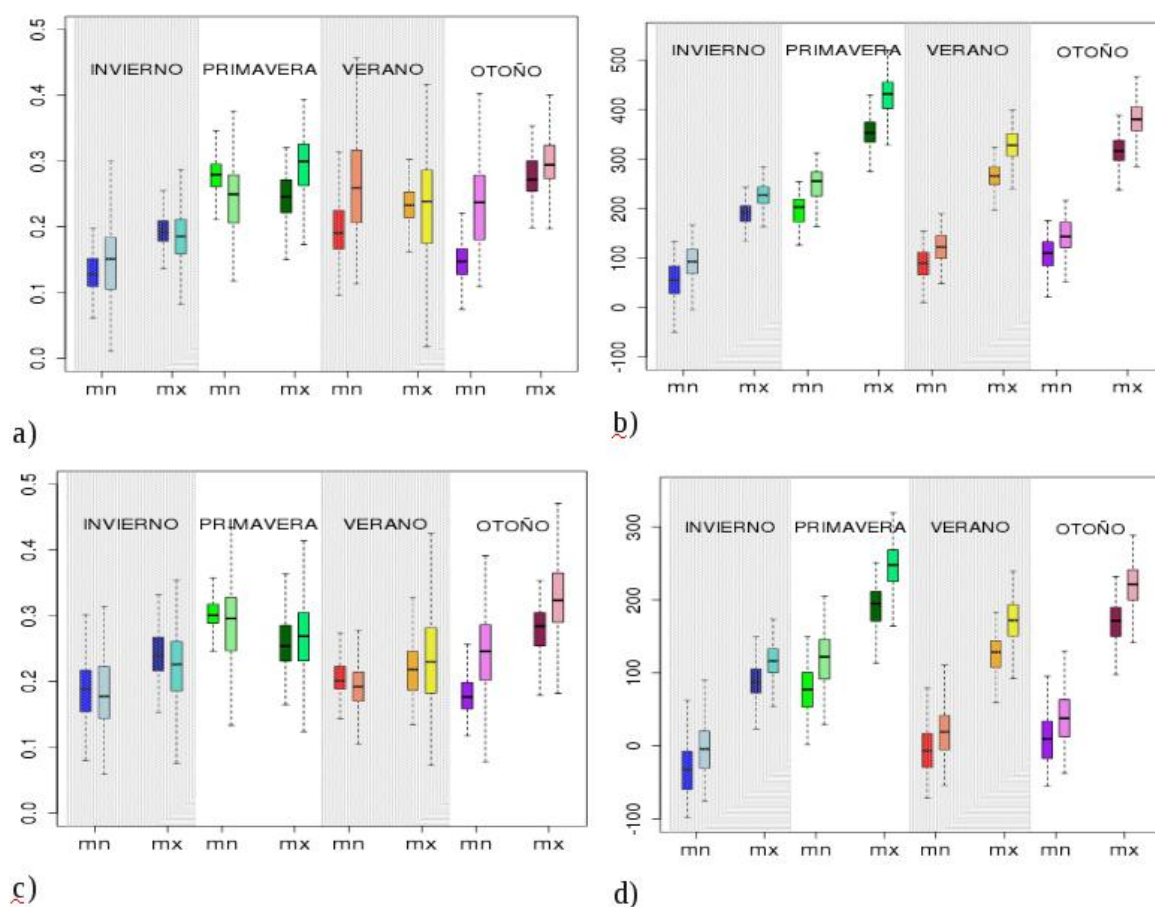 0.5
0.4
0.3
0.2
0.1
0.0
INVIERNO PRIMAVERA VERANO OTOÑO
mn mx mn mx mn mx mn mx
a)
500
400
300
200
100
0
-100
INVIERNO PRIMAVERA VERANO OTOÑO
mn mx mn mx mn mx mn mx
b)
0.5
0.4
0.3
0.2
0.1
0.0
INVIERNO PRIMAVERA VERANO OTOÑO
mn mx mn mx mn mx mn mx
c)
300
200
100
0
-100
INVIERNO PRIMAVERA VERANO OTOÑO
mn mx mn mx mn mx mn mx
d)